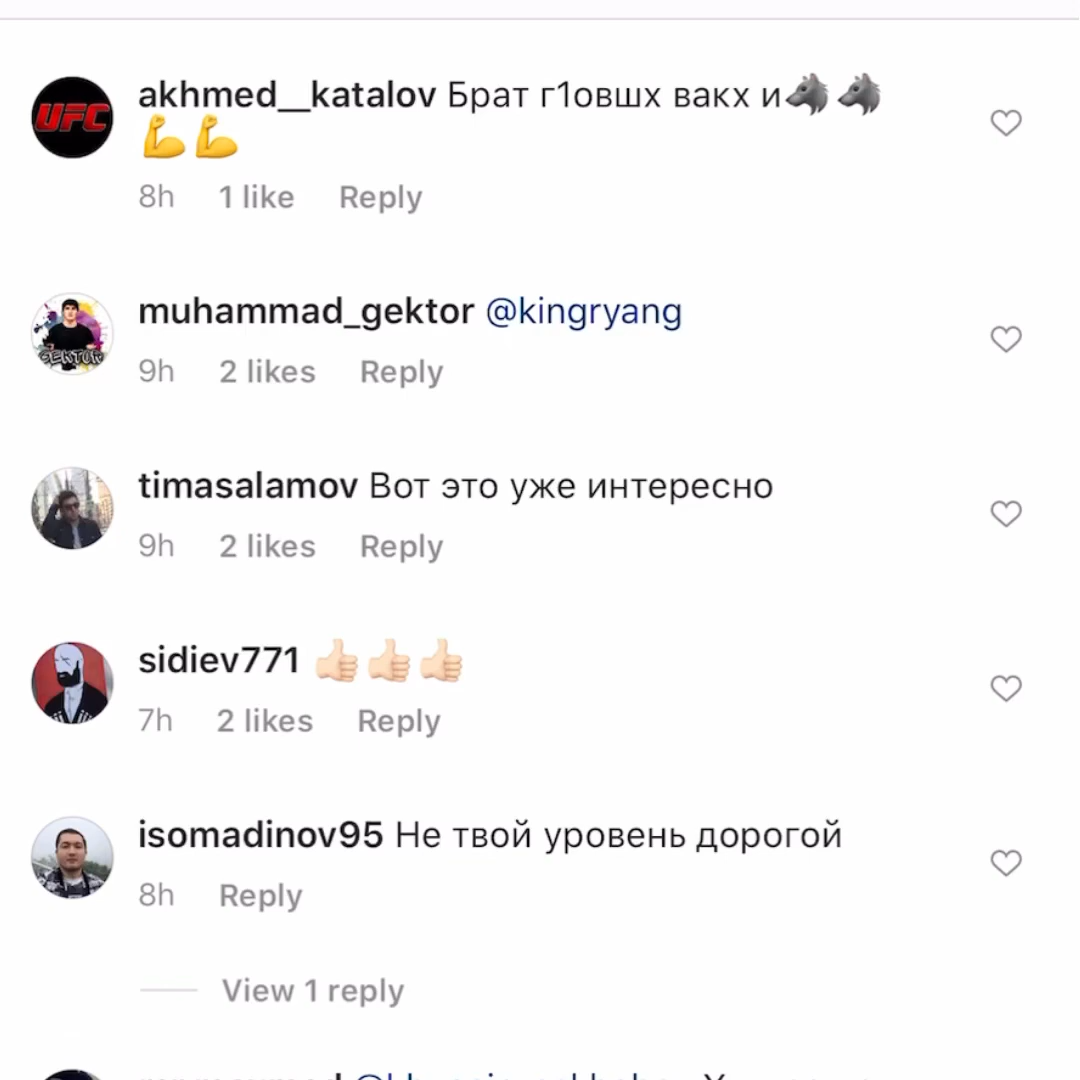 UFC
akhmed__katalov Брат г1овшх вакх и🐺🐺
💪💪
8h 1 like Reply
muhammad_gektor @kingryang
GEKTOR
9h 2 likes Reply
timasalamov Вот это уже интересно
9h 2 likes Reply
sidiev771 👍🏻👍🏻👍🏻
7h 2 likes Reply
isomadinov95 Не твой уровень дорогой
8h Reply
View 1 reply